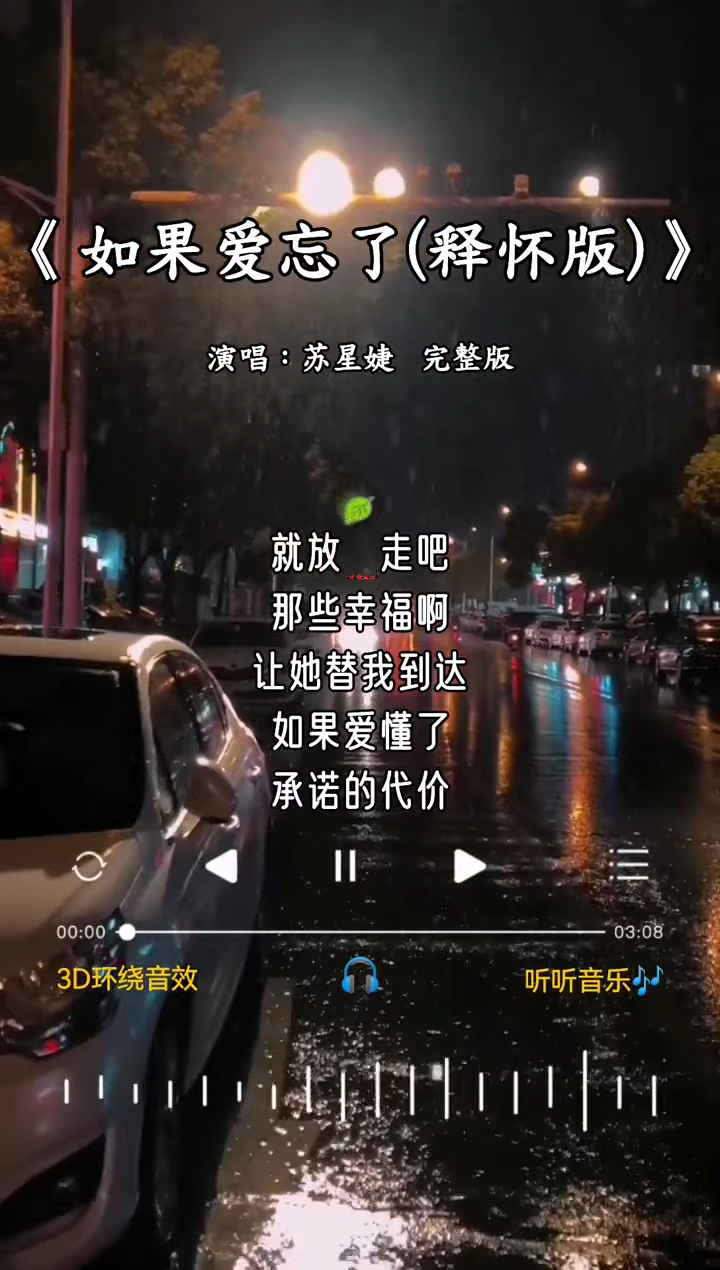 《如果爱忘了(释怀版)》
演唱：苏星婕 完整版
就放 走吧
那些幸福啊
让她替我到达
如果爱懂了
承诺的代价
00:00 03:08
3D环绕音效 听听音乐